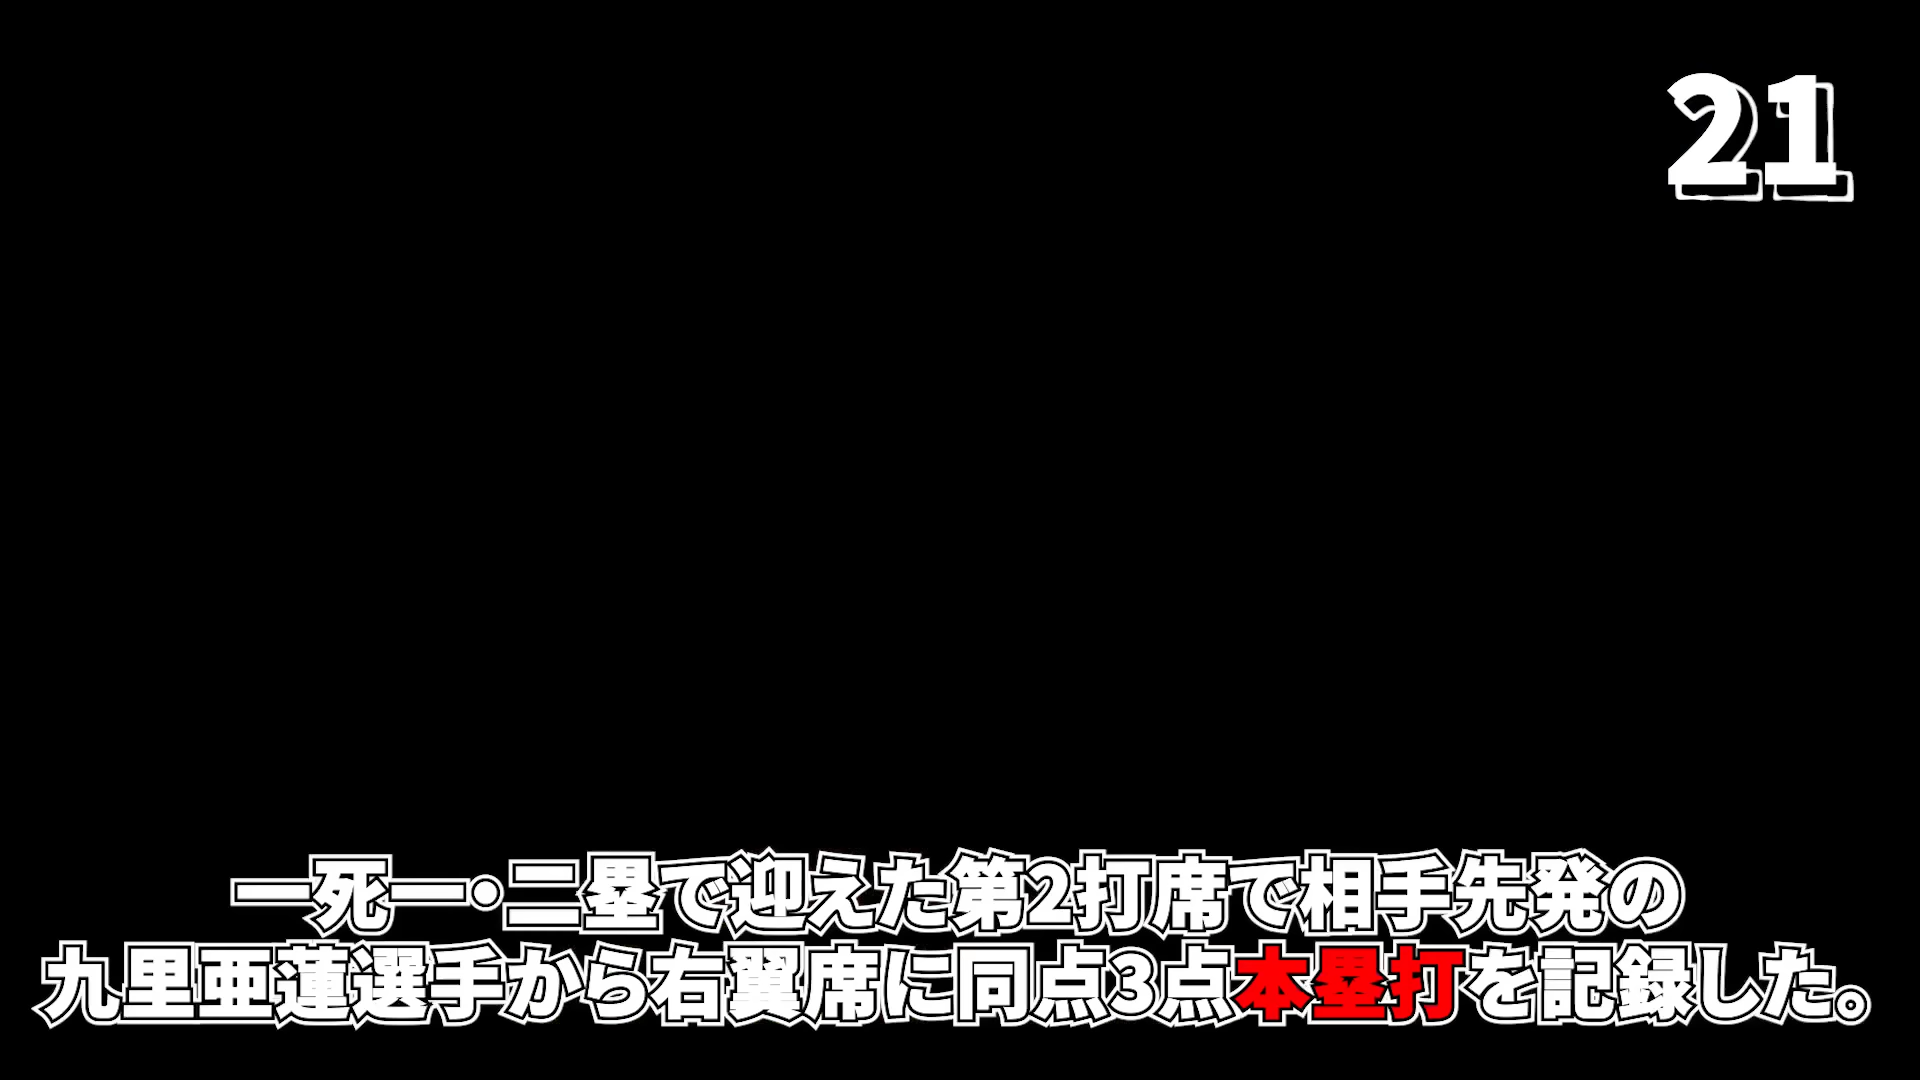 21
一死一・二塁で迎えた第2打席で相手先発の
九里亜蓮選手から右翼席に同点3点本塁打を記録した。